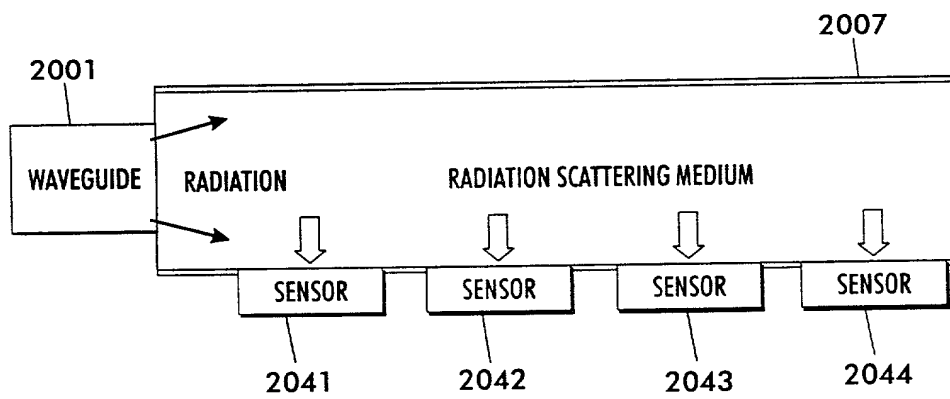 2007
2001
WAVEGUIDE
RADIATION
RADIATION SCATTERING MEDIUM
SENSOR
SENSOR
SENSOR
SENSOR
2041
2042
2043
2044